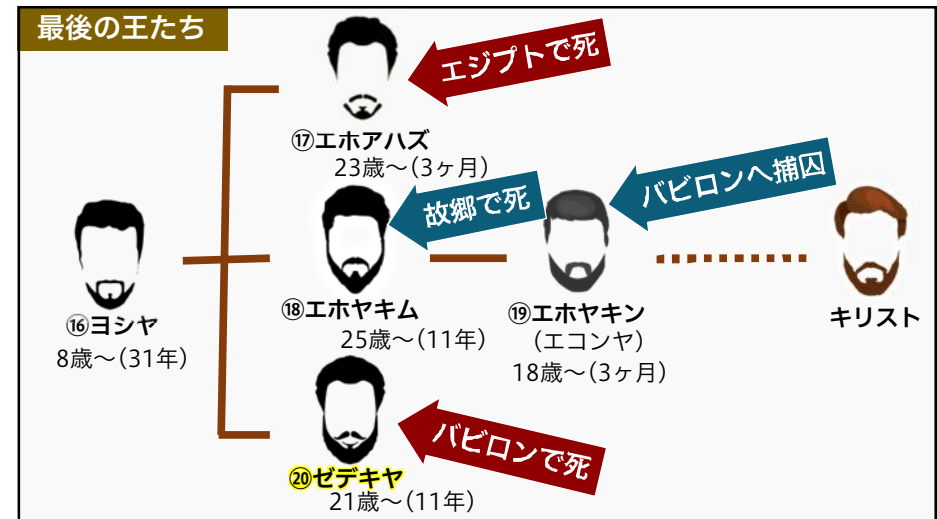 最後の王たち
エジプトで死
⑰エホアハズ
23歳~(3ヶ月)
故郷で死
バビロンへ捕囚
⑯ヨシヤ
8歳~(31年)
⑱エホヤキム
25歳~(11年)
⑲エホヤキン
(エコンヤ)
18歳~(3ヶ月)
キリスト
バビロンで死
⑳ゼデキヤ
21歳~(11年)